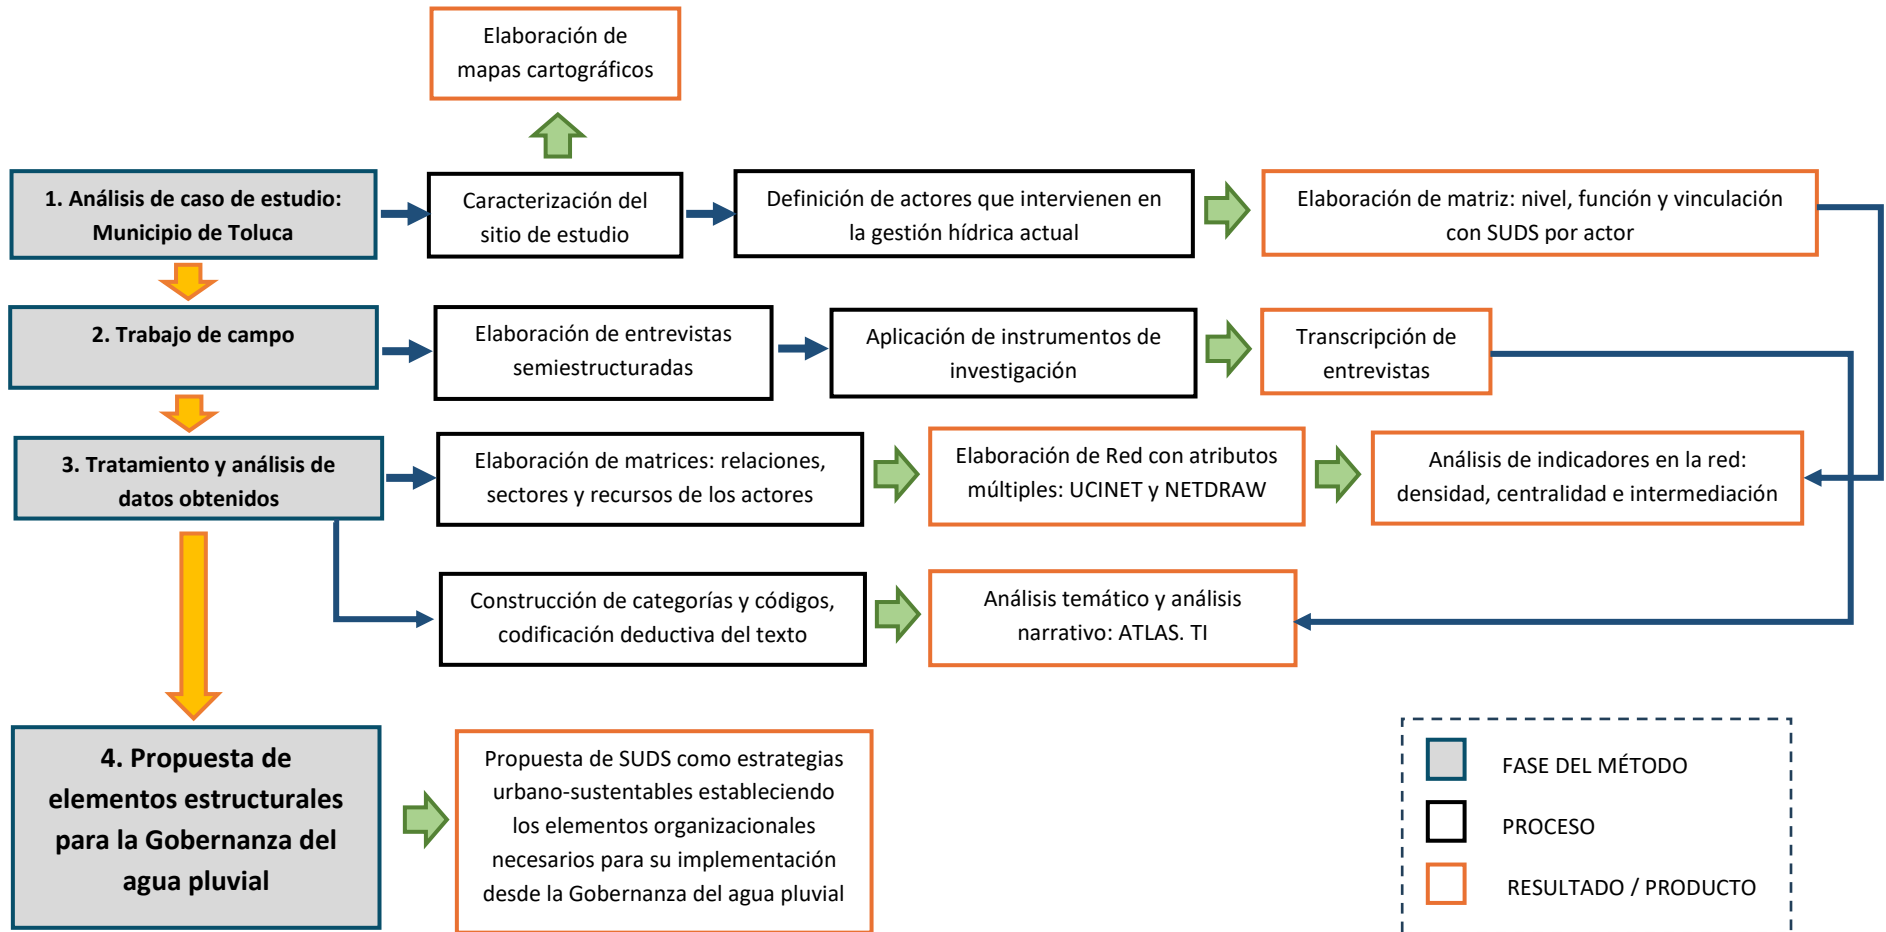 Elaboración de
mapas cartográficos
1. Análisis de caso de estudio:
Municipio de Toluca
Caracterización del
sitio de estudio
Definición de actores que intervienen en
la gestión hídrica actual
Elaboración de matriz: nivel, función y vinculación
con SUDS por actor
2. Trabajo de campo
Elaboración de entrevistas
semiestructuradas
Aplicación de instrumentos de
investigación
Transcripción de
entrevistas
3. Tratamiento y análisis de
datos obtenidos
Elaboración de matrices: relaciones,
sectores y recursos de los actores
Elaboración de Red con atributos
múltiples: UCINET y NETDRAW
Análisis de indicadores en la red:
densidad, centralidad e intermediación
Construcción de categorías y códigos,
codificación deductiva del texto
Análisis temático y análisis
narrativo: ATLAS. TI
4. Propuesta de
elementos estructurales
para la Gobernanza del
agua pluvial
Propuesta de SUDS como estrategias
urbano-sustentables estableciendo
los elementos organizacionales
necesarios para su implementación
desde la Gobernanza del agua pluvial
FASE DEL MÉTODO
PROCESO
RESULTADO / PRODUCTO